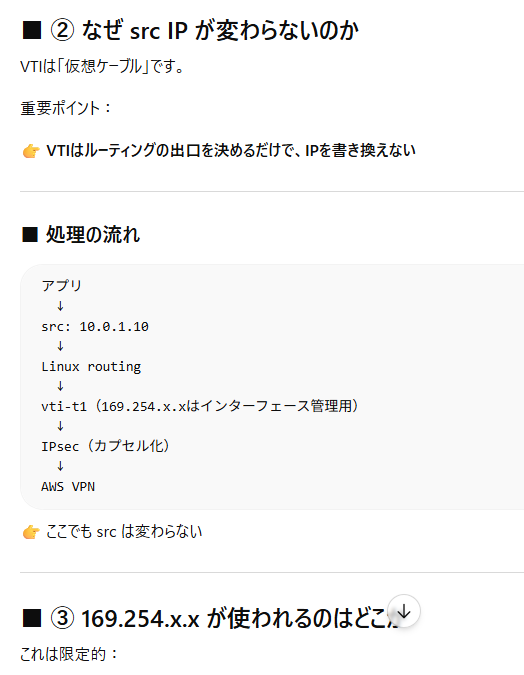 ■ ② なぜ src IP が変わらないのか
VTIは「仮想ケーブル」です。
重要ポイント：
👉 VTIはルーティングの出口を決めるだけで、IPを書き換えない
■ 処理の流れ
アプリ
↓
src: 10.0.1.10
↓
Linux routing
↓
vti-t1（169.254.x.xはインターフェース管理用）
↓
IPsec（カプセル化）
↓
AWS VPN
👉 ここでも src は変わらない
■ ③ 169.254.x.x が使われるのはどこ
これは限定的：